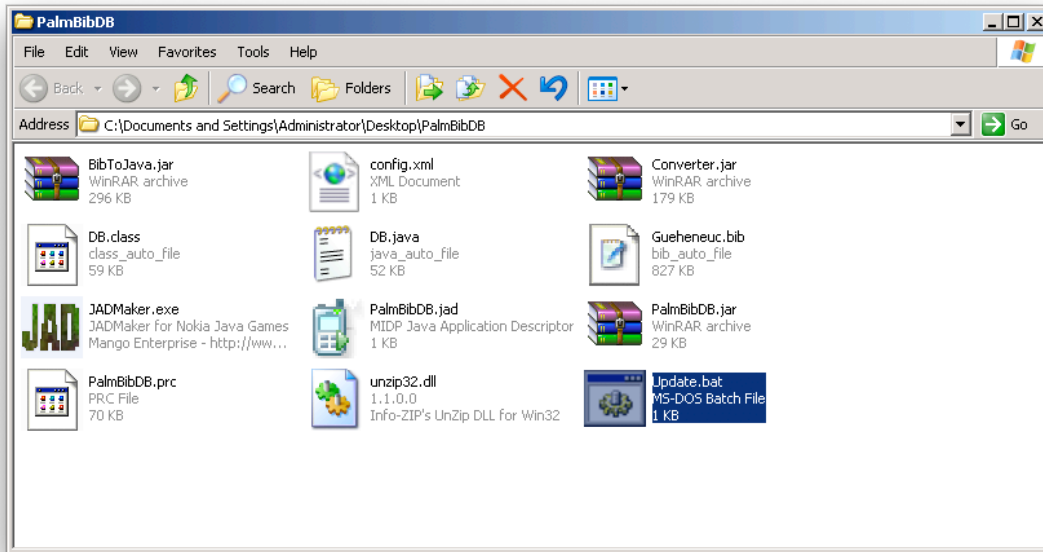 PalmBibDB
File Edit View Favorites Tools Help
Back Search Folders
Address C:\Documents and Settings\Administrator\Desktop\PalmBibDB Go
BibToJava.jar
WinRAR archive
296 KB
config.xml
XML Document
1 KB
Converter.jar
WinRAR archive
179 KB
DB.class
class_auto_file
59 KB
DB.java
java_auto_file
52 KB
Gueheneuc.bib
bib_auto_file
827 KB
JAD
JADMaker.exe
JADMaker for Nokia Java Games
Mango Enterprise - http://ww...
PalmBibDB.jad
MIDP Java Application Descriptor
1 KB
PalmBibDB.jar
WinRAR archive
29 KB
PalmBibDB.prc
PRC File
70 KB
unzip32.dll
1.1.0.0
Info-ZIP's UnZip DLL for Win32
Update.bat
MS-DOS Batch File
1 KB